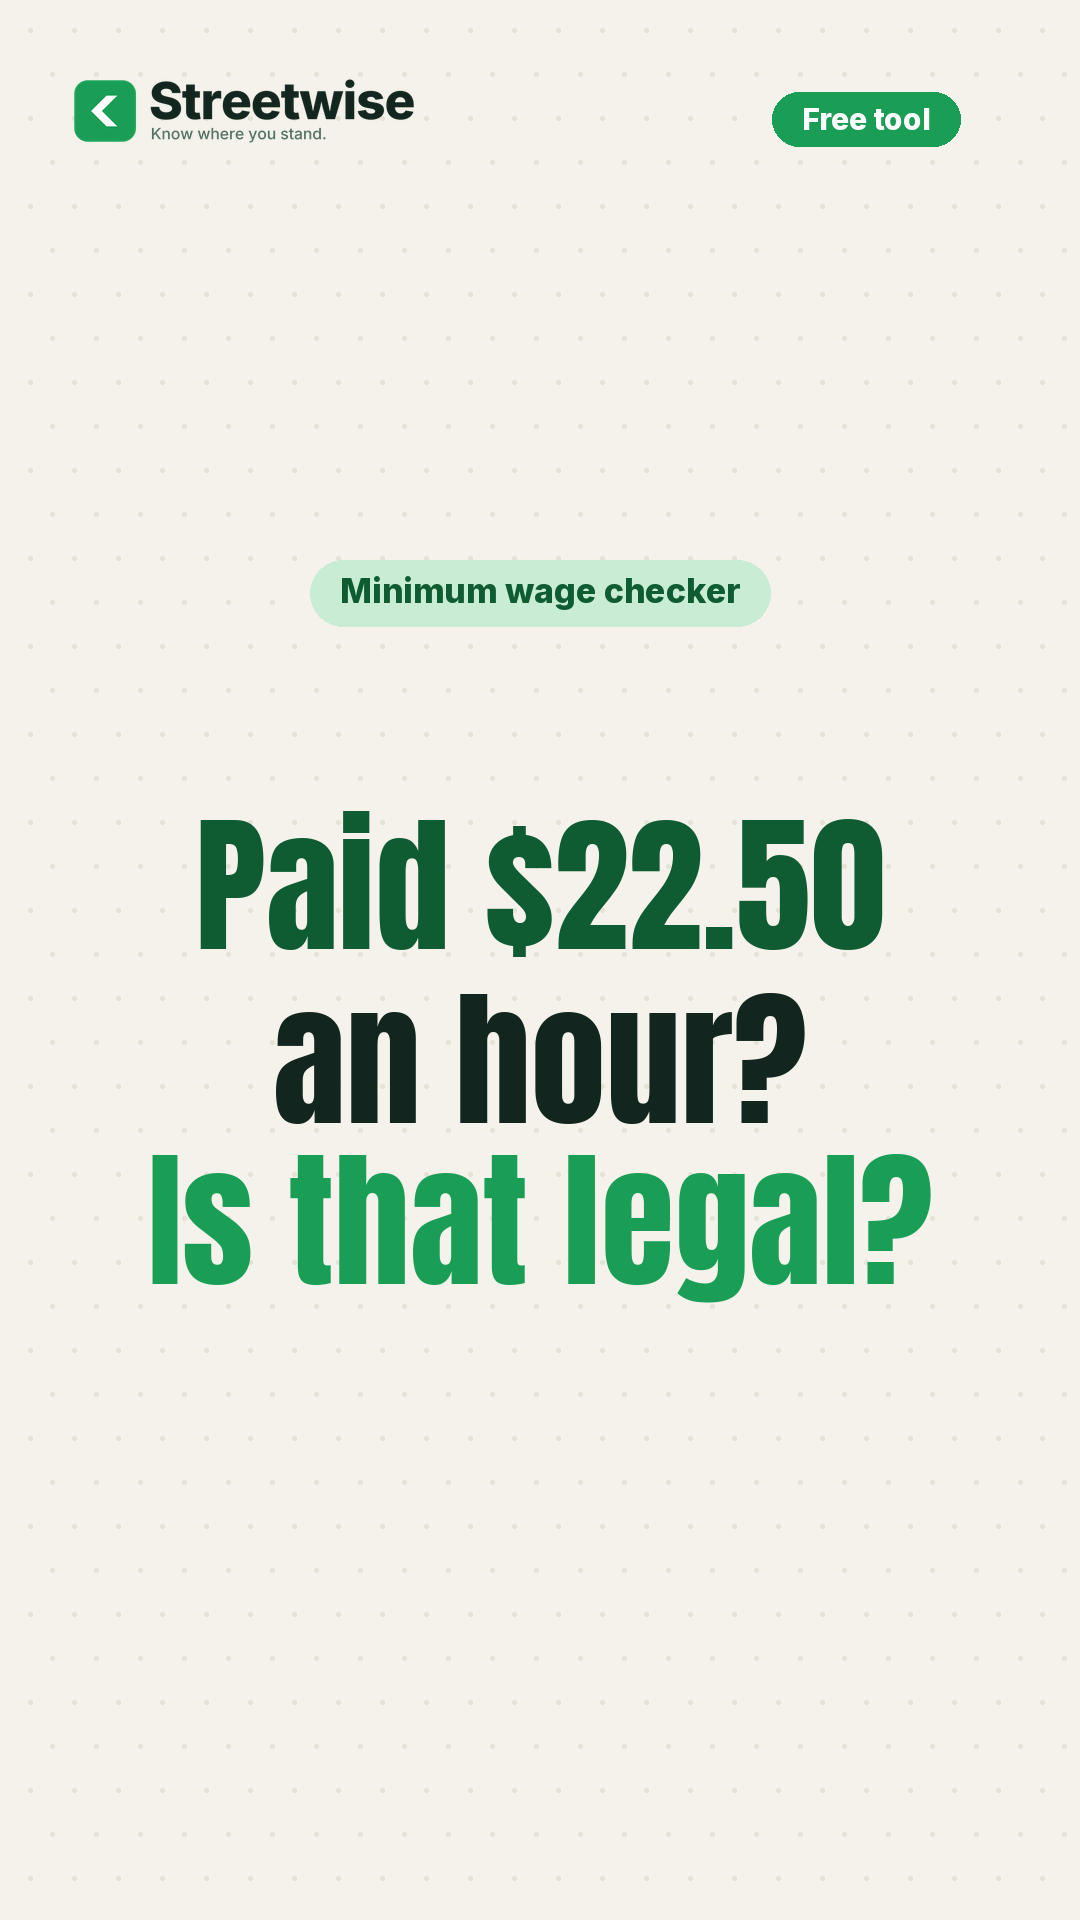 Streetwise
Know where you stand.
Free tool
Minimum wage checker
Paid $22.50
an hour?
Is that legal?